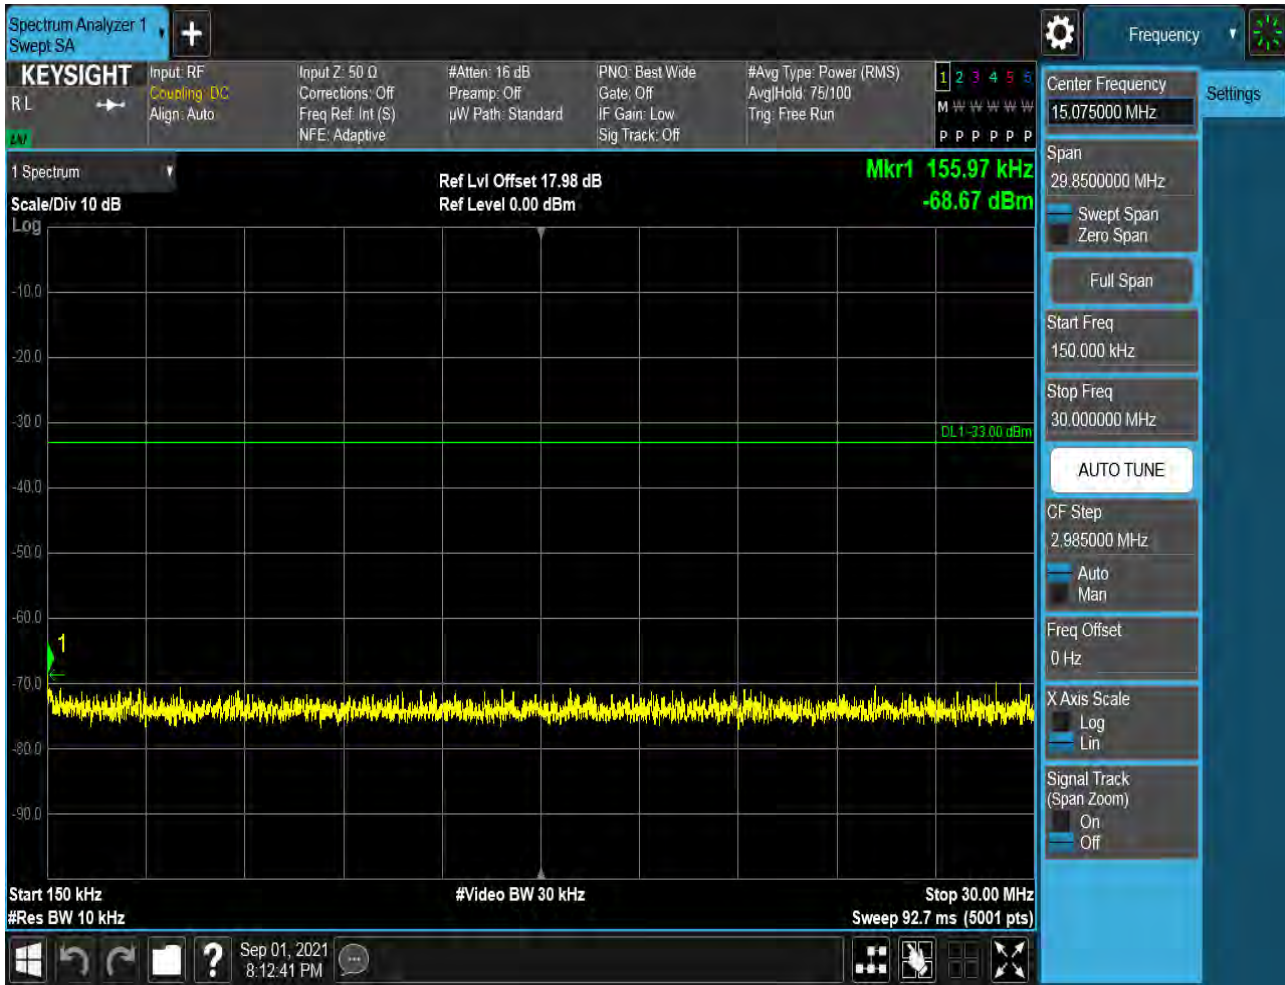 Spectrum Analyzer 1
Swept SA
Frequency
KEYSIGHT
R L
LNI
Input: RF
Coupling: DC
Align: Auto
Input Z: 50 Ω
Corrections: Off
Freq Ref: Int (S)
NFE: Adaptive
#Atten: 16 dB
Preamp: Off
µW Path: Standard
PNO: Best Wide
Gate: Off
IF Gain: Low
Sig Track: Off
#Avg Type: Power (RMS)
Avg|Hold: 75/100
Trig: Free Run
1 2 3 4 5 6
M W W W W W
P P P P P P
1 Spectrum
Scale/Div 10 dB
Log
Ref Lvl Offset 17.98 dB
Ref Level 0.00 dBm
Mkr1 155.97 kHz
-68.67 dBm
-10.0
-20.0
-30.0
DL1 -33.00 dBm
-40.0
-50.0
-60.0
1
-70.0
-80.0
-90.0
Start 150 kHz
#Res BW 10 kHz
#Video BW 30 kHz
Stop 30.00 MHz
Sweep 92.7 ms (5001 pts)
?
Sep 01, 2021
8:12:41 PM
Center Frequency
15.075000 MHz
Settings
Span
29.8500000 MHz
Swept Span
Zero Span
Full Span
Start Freq
150.000 kHz
Stop Freq
30.000000 MHz
AUTO TUNE
CF Step
2.985000 MHz
Auto
Man
Freq Offset
0 Hz
X Axis Scale
Log
Lin
Signal Track
(Span Zoom)
On
Off